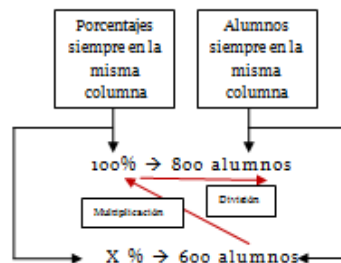 Porcentajes
siempre en la
misma
columna
Alumnos
siempre en la
misma
columna
100% → 800 alumnos
Multiplicación
División
X % → 600 alumnos